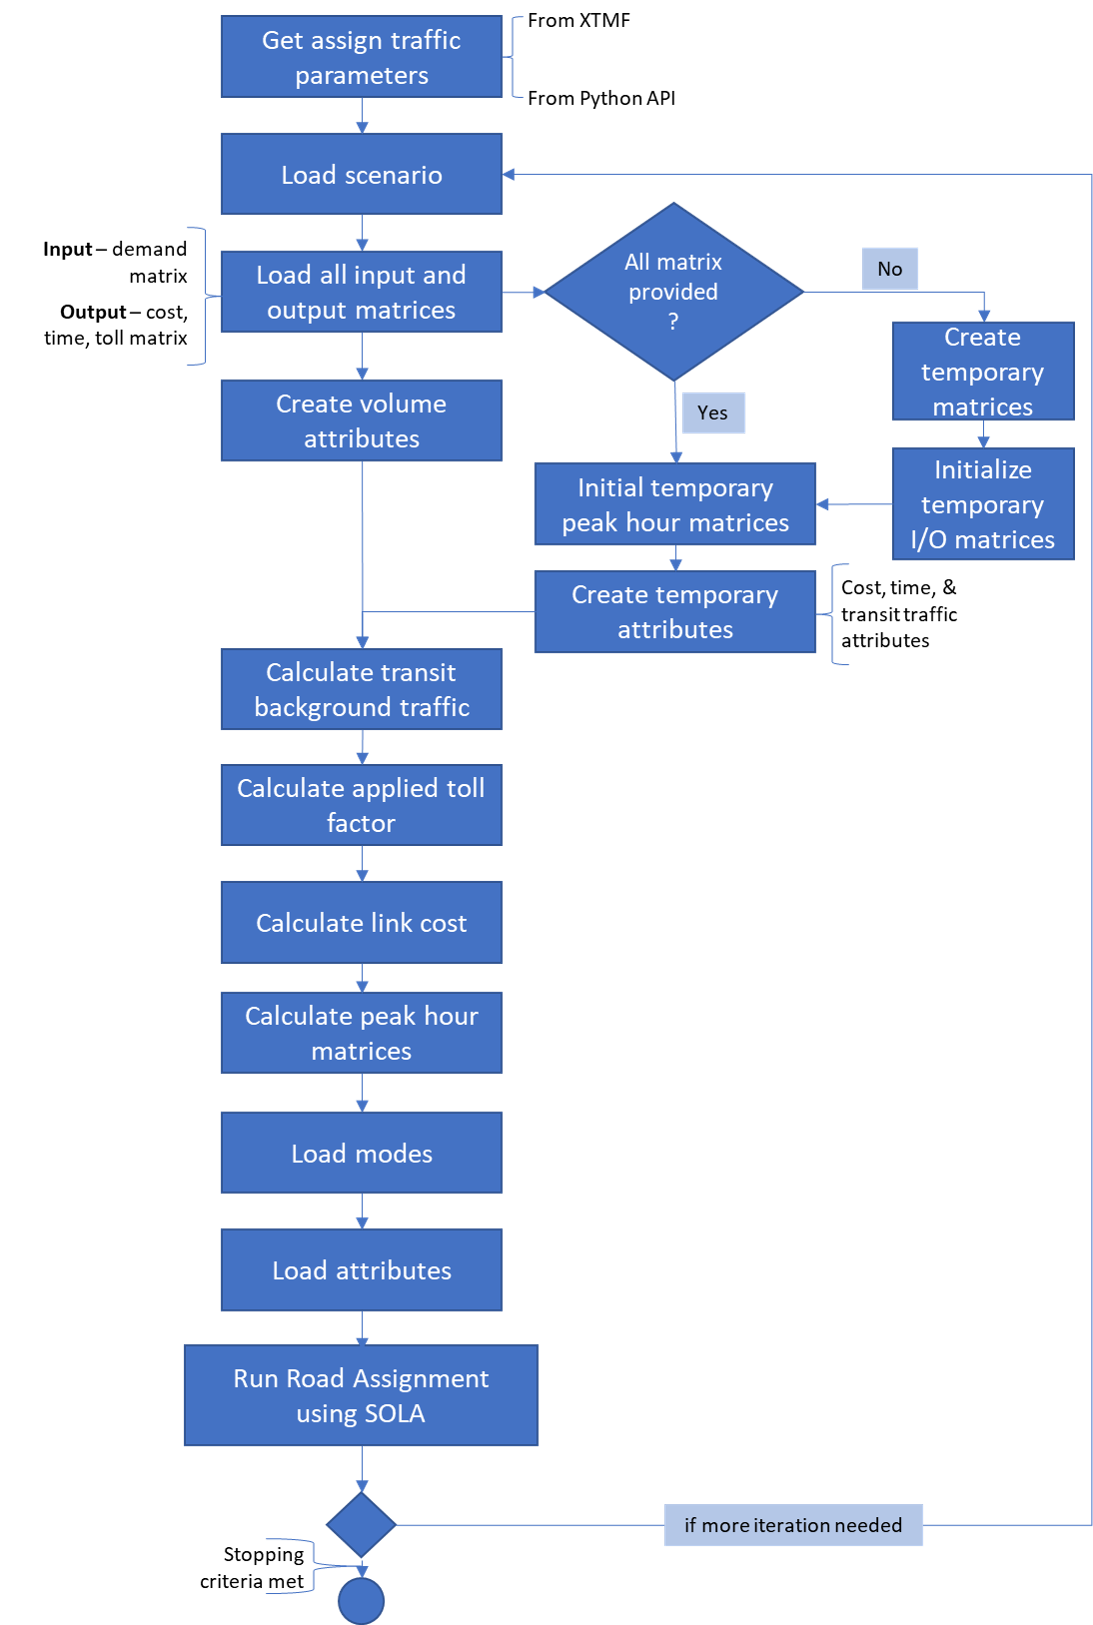 Get assign traffic
parameters
From XTMF
From Python API
Load scenario
Input – demand
matrix
Output – cost,
time, toll matrix
Load all input and
output matrices
All matrix
provided
?
No
Create
temporary
matrices
Yes
Create volume
attributes
Initial temporary
peak hour matrices
Initialize
temporary
I/O matrices
Create temporary
attributes
Cost, time, &
transit traffic
attributes
Calculate transit
background traffic
Calculate applied toll
factor
Calculate link cost
Calculate peak hour
matrices
Load modes
Load attributes
Run Road Assignment
using SOLA
if more iteration needed
Stopping
criteria met